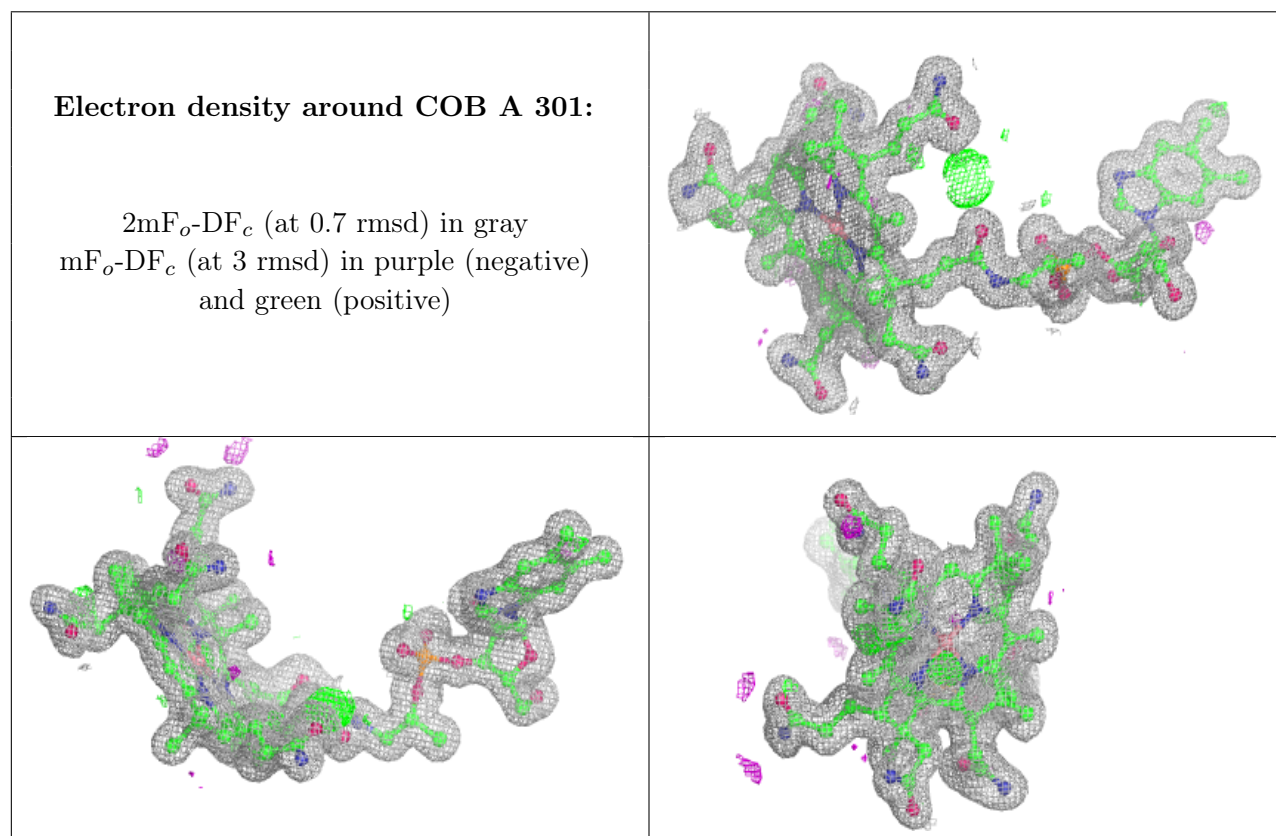 Electron density around COB A 301:
2mFo-DFc (at 0.7 rmsd) in gray
mFo-DFc (at 3 rmsd) in purple (negative)
and green (positive)